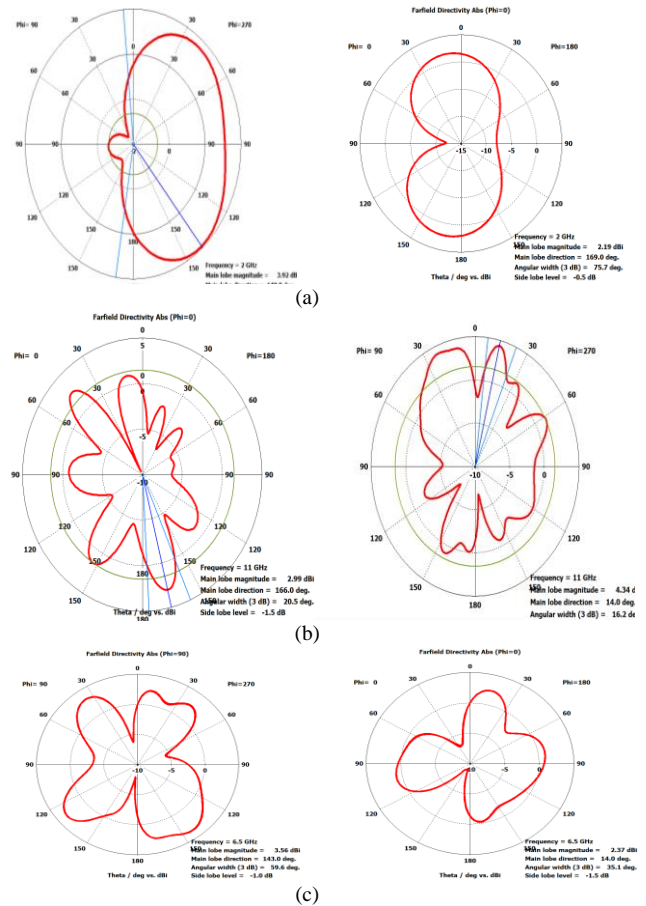 0
Phi= 90
30
30
Phi=270
60
60
90
-7
0
90
120
120
150
180
150
Frequency = 2 GHz
Main lobe magnitude = 3.92 dB
Farfield Directivity Abs (Phi=0)
0
Phi= 0
30
30
Phi=180
60
60
90
-15
-10
-5
0
90
120
120
150
180
150
Frequency = 2 GHz
Main lobe magnitude = 2.19 dBi
Main lobe direction = 169.0 deg.
Angular width (3 dB) = 75.7 deg.
Theta / deg vs. dBi
Side lobe level = -0.5 dB
(a)
Farfield Directivity Abs (Phi=0)
0
5
Phi= 0
30
30
Phi=180
0
60
60
-5
90
-10
90
120
120
150
180
150
Frequency = 11 GHz
Main lobe magnitude = 2.99 dBi
Main lobe direction = 166.0 deg.
Angular width (3 dB) = 20.5 deg.
Theta / deg vs. dBi
Side lobe level = -1.5 dB
0
Phi= 90
30
30
Phi=270
60
60
90
-10
-5
0
90
120
120
150
180
150
Frequency = 11 GHz
Main lobe magnitude = 4.34 d
Main lobe direction = 14.0 d
Angular width (3 dB) = 16.2 d
(b)
Farfield Directivity Abs (Phi=90)
0
Phi= 90
30
30
Phi=270
60
60
90
-10
-5
0
90
120
120
150
180
150
Frequency = 6.5 GHz
Main lobe magnitude = 3.56 dBi
Main lobe direction = 143.0 deg.
Angular width (3 dB) = 59.6 deg.
Theta / deg vs. dBi
Side lobe level = -1.0 dB
Farfield Directivity Abs (Phi=0)
0
Phi= 0
30
30
Phi=180
60
60
90
-10
-5
0
90
120
120
150
180
150
Frequency = 6.5 GHz
Main lobe magnitude = 2.37 dBi
Main lobe direction = 14.0 deg.
Angular width (3 dB) = 35.1 deg.
Theta / deg vs. dBi
Side lobe level = -1.5 dB
(c)